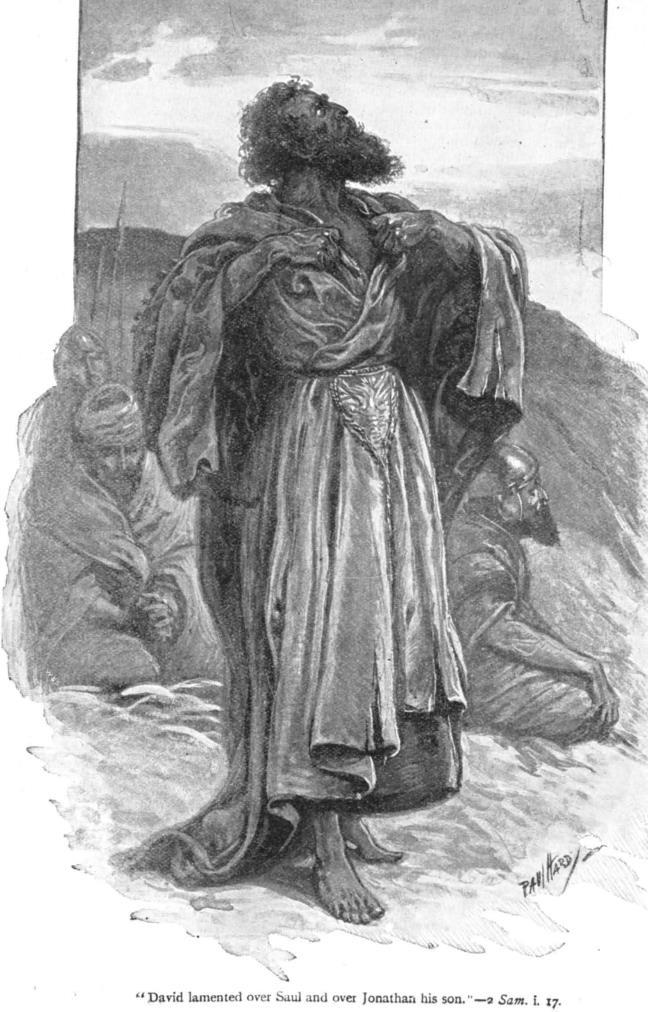 PAUL HARDY
"David lamented over Saul and over Jonathan his son."—2 Sam. i. 17.